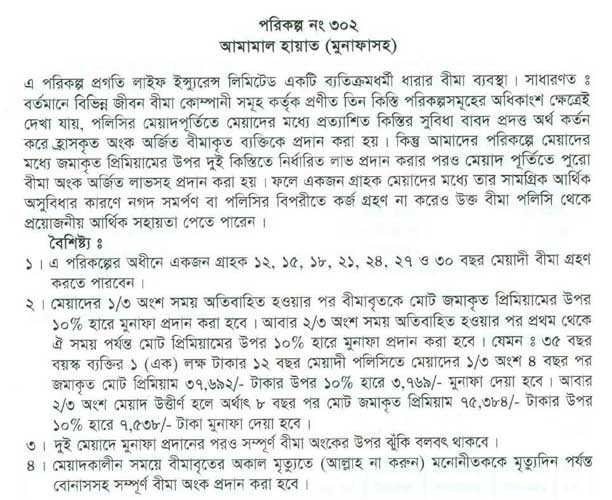 পরিকল্প নং ৩০২
আমামাল হায়াত (মুনাফাসহ)
এ পরিকল্প প্রগতি লাইফ ইন্স্যুরেন্স লিমিটেড একটি ব্যতিক্রমধর্মী ধারার বীমা ব্যবস্থা । সাধারণত ঃ
বর্তমানে বিভিন্ন জীবন বীমা কোম্পানী সমূহ কর্তৃক প্রণীত তিন কিস্তি পরিকল্পসমূহের অধিকাংশ ক্ষেত্রেই
দেখা যায়, পলিসির মেয়াদপূর্তিতে মেয়াদের মধ্যে প্রত্যাশিত কিস্তির সুবিধা বাবদ প্রদত্ত অর্থ কর্তন
করে হ্রাসকৃত অংক অর্জিত বীমাকৃত ব্যক্তিকে প্রদান করা হয় । কিন্তু আমাদের পরিকল্পে মেয়াদের
মধ্যে জমাকৃত প্রিমিয়ামের উপর দুই কিস্তিতে নির্ধারিত লাভ প্রদান করার পরও মেয়াদ পূর্তিতে পুরো
বীমা অংক অর্জিত লাভসহ প্রদান করা হয় । ফলে একজন গ্রাহক মেয়াদের মধ্যে তার সামগ্রিক আর্থিক
অসুবিধার কারণে নগদ সমর্পণ বা পলিসির বিপরীতে কর্জ গ্রহণ না করেও উক্ত বীমা পলিসি থেকে
প্রয়োজনীয় আর্থিক সহায়তা পেতে পারেন ।
বৈশিষ্ট্য ঃ
১ । এ পরিকল্পের অধীনে একজন গ্রাহক ১২, ১৫, ১৮, ২১, ২৪, ২৭ ও ৩০ বছর মেয়াদী বীমা গ্রহণ
করতে পারবেন ।
২ । মেয়াদের ১/৩ অংশ সময় অতিবাহিত হওয়ার পর বীমাবৃতকে মোট জমাকৃত প্রিমিয়ামের উপর
১০% হারে মুনাফা প্রদান করা হবে । আবার ২/৩ অংশ সময় অতিবাহিত হওয়ার পর প্রথম থেকে
ঐ সময় পর্যন্ত মোট প্রিমিয়ামের উপর ১০% হারে মুনাফা প্রদান করা হবে । যেমন ঃ ৩৫ বছর
বয়স্ক ব্যক্তির ১ (এক) লক্ষ টাকার ১২ বছর মেয়াদী পলিসিতে মেয়াদের ১/৩ অংশ ৪ বছর পর
জমাকৃত মোট প্রিমিয়াম ৩৭,৬৯২/- টাকার উপর ১০% হারে ৩,৭৬৯/- মুনাফা দেয়া হবে । আবার
২/৩ অংশ মেয়াদ উত্তীর্ণ হলে অর্থাৎ ৮ বছর পর মোট জমাকৃত প্রিমিয়াম ৭৫,৩৮৪/- টাকার উপর
১০% হারে ৭,৫৩৮/- টাকা মুনাফা দেয়া হবে ।
৩ । দুই মেয়াদে মুনাফা প্রদানের পরও সম্পূর্ণ বীমা অংকের উপর ঝুঁকি বলবৎ থাকবে ।
৪ । মেয়াদকালীন সময়ে বীমাবৃতের অকাল মৃত্যুতে (আল্লাহ না করুন) মনোনীতককে মৃত্যুদিন পর্যন্ত
বোনাসসহ সম্পূর্ণ বীমা অংক প্রদান করা হবে ।